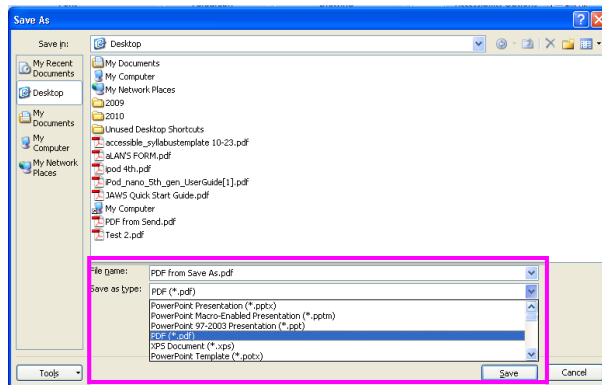 Save As
Save in:
Desktop
My Recent
Documents
Desktop
My
Documents
My
Computer
My Network
Places
My Documents
My Computer
My Network Places
2009
2010
Unused Desktop Shortcuts
accessible_syllabustemplate 10-23.pdf
aLAN'S FORM.pdf
ipod 4th.pdf
iPod_nano_5th_gen_UserGuide[1].pdf
JAWS Quick Start Guide.pdf
My Computer
PDF from Send.pdf
Test 2.pdf
File name:
PDF from Save As.pdf
Save as type:
PDF (*.pdf)
PowerPoint Presentation (*.pptx)
PowerPoint Macro-Enabled Presentation (*.pptm)
PowerPoint 97-2003 Presentation (*.ppt)
PDF (*.pdf)
XPS Document (*.xps)
PowerPoint Template (*.potx)
Tools
Save
Cancel